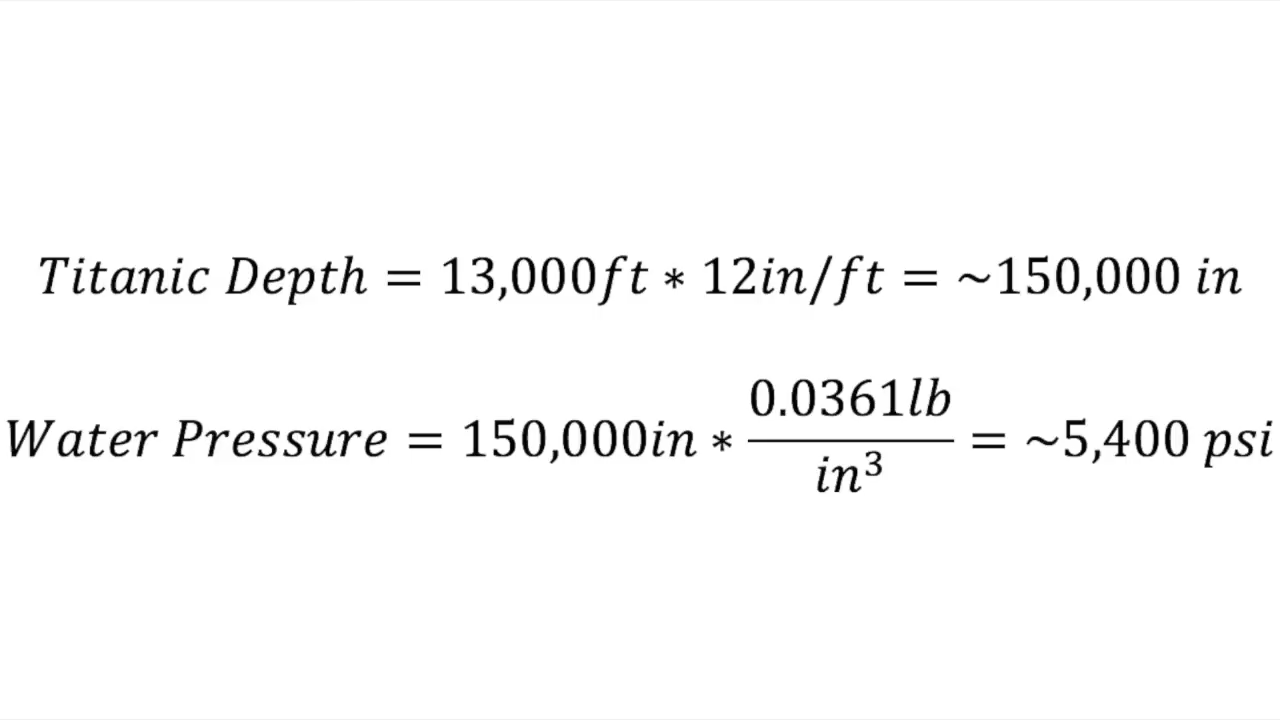 Titanic Depth = 13,000ft * 12in/ft = ~150,000 in
Water Pressure = 150,000in * 0.0361lb/in³ = ~5,400 psi